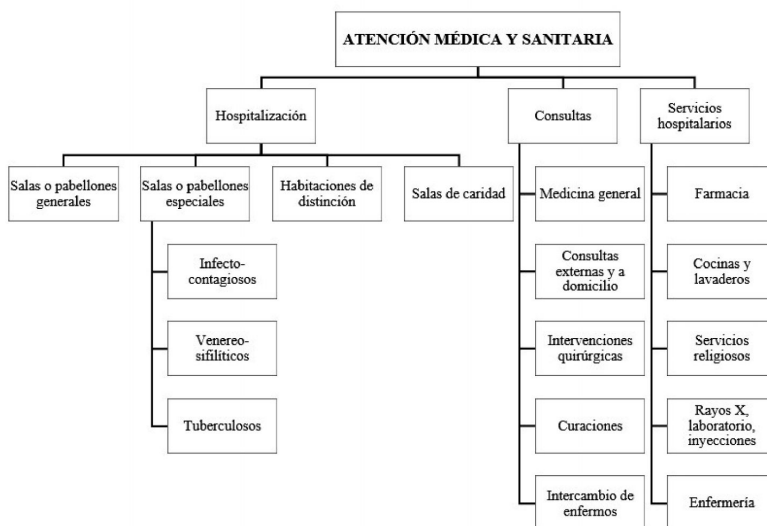 ATENCIÓN MÉDICA Y SANITARIA
Hospitalización
Consultas
Servicios
hospitalarios
Salas o pabellones
generales
Salas o pabellones
especiales
Habitaciones de
distinción
Salas de caridad
Medicina general
Farmacia
Infecto-
contagiosos
Consultas
externas y a
domicilio
Cocinas y
lavaderos
Venereo-
sifilíticos
Intervenciones
quirúrgicas
Servicios
religiosos
Tuberculosos
Curaciones
Rayos X,
laboratorio,
inyecciones
Intercambio de
enfermos
Enfermería